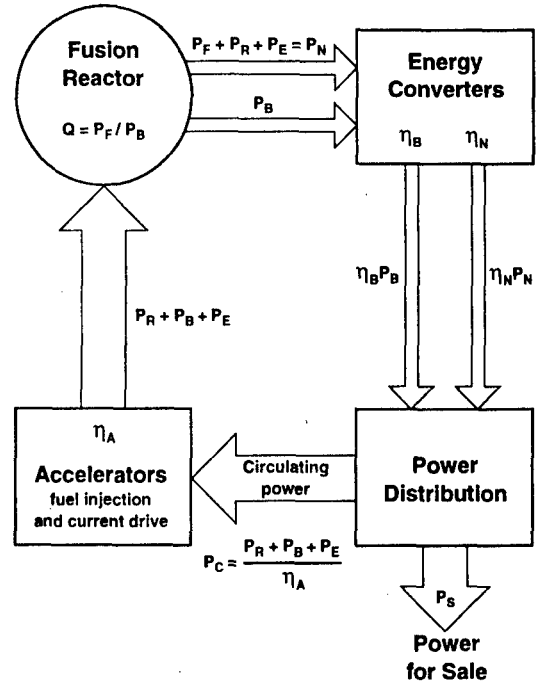 Fusion
Reactor
Q = P_F / P_B
P_F + P_R + P_E = P_N
P_B
Energy
Converters
η_B η_N
η_B P_B
η_N P_N
P_R + P_B + P_E
η_A
Accelerators
fuel injection
and current drive
Circulating
power
P_C = (P_R + P_B + P_E) / η_A
Power
Distribution
P_S
Power
for Sale